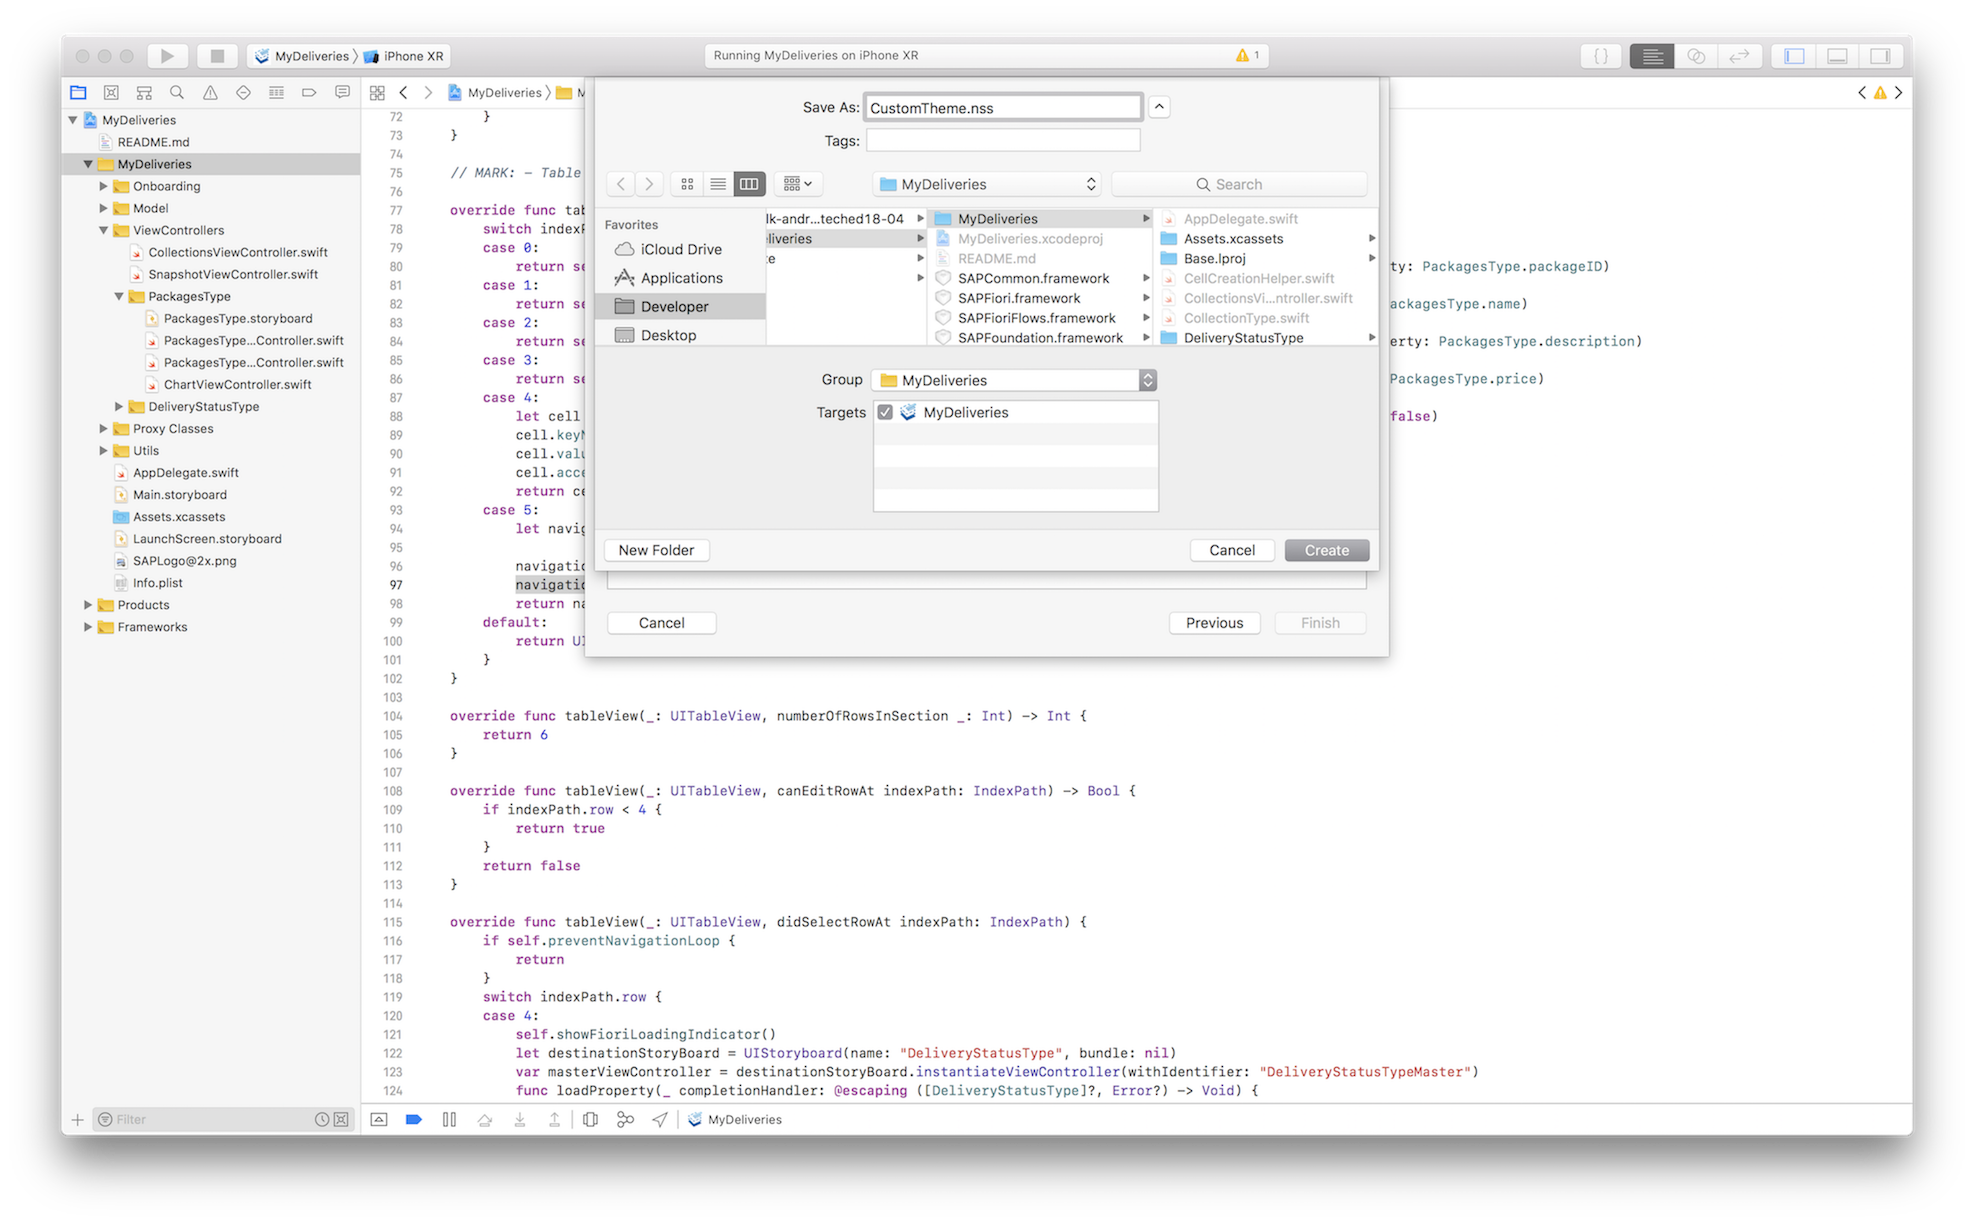 MyDeliveries iPhone XR
Running MyDeliveries on iPhone XR
1
MyDeliveries
README.md
MyDeliveries
Onboarding
Model
ViewControllers
CollectionsViewController.swift
SnapshotViewController.swift
PackagesType
PackagesType.storyboard
PackagesType...Controller.swift
PackagesType...Controller.swift
ChartViewController.swift
DeliveryStatusType
Proxy Classes
Utils
AppDelegate.swift
Main.storyboard
Assets.xcassets
LaunchScreen.storyboard
SAPLogo@2x.png
Info.plist
Products
Frameworks
Filter
MyDeliveries
Save As: CustomTheme.nss
Tags:
MyDeliveries
Search
Favorites
iCloud Drive
Applications
Developer
Desktop
lk-andr...teched18-04
liveries
te
MyDeliveries
MyDeliveries.xcodeproj
README.md
SAPCommon.framework
SAPFiori.framework
SAPFioriFlows.framework
SAPFoundation.framework
AppDelegate.swift
Assets.xcassets
Base.lproj
CellCreationHelper.swift
CollectionsVi...ntroller.swift
CollectionType.swift
DeliveryStatusType
Group MyDeliveries
Targets MyDeliveries
New Folder Cancel Create
Cancel Previous Finish
72 }
73 }
74
75 // MARK: - Table
76
77 override func tab
78 switch indexP
79 case 0:
80 return se ty: PackagesType.packageID)
81 case 1:
82 return se ackagesType.name)
83 case 2:
84 return se erty: PackagesType.description)
85 case 3:
86 return se PackagesType.price)
87 case 4:
88 let cell false)
89 cell.keyN
90 cell.valu
91 cell.acce
92 return ce
93 case 5:
94 let navig
95
96 navigatio
97 navigatio
98 return na
99 default:
100 return UI
101 }
102 }
103
104 override func tableView(_: UITableView, numberOfRowsInSection _: Int) -> Int {
105 return 6
106 }
107
108 override func tableView(_: UITableView, canEditRowAt indexPath: IndexPath) -> Bool {
109 if indexPath.row < 4 {
110 return true
111 }
112 return false
113 }
114
115 override func tableView(_: UITableView, didSelectRowAt indexPath: IndexPath) {
116 if self.preventNavigationLoop {
117 return
118 }
119 switch indexPath.row {
120 case 4:
121 self.showFioriLoadingIndicator()
122 let destinationStoryBoard = UIStoryboard(name: "DeliveryStatusType", bundle: nil)
123 var masterViewController = destinationStoryBoard.instantiateViewController(withIdentifier: "DeliveryStatusTypeMaster")
124 func loadProperty(_ completionHandler: @escaping ([DeliveryStatusType]?, Error?) -> Void) {
MyDeliveries